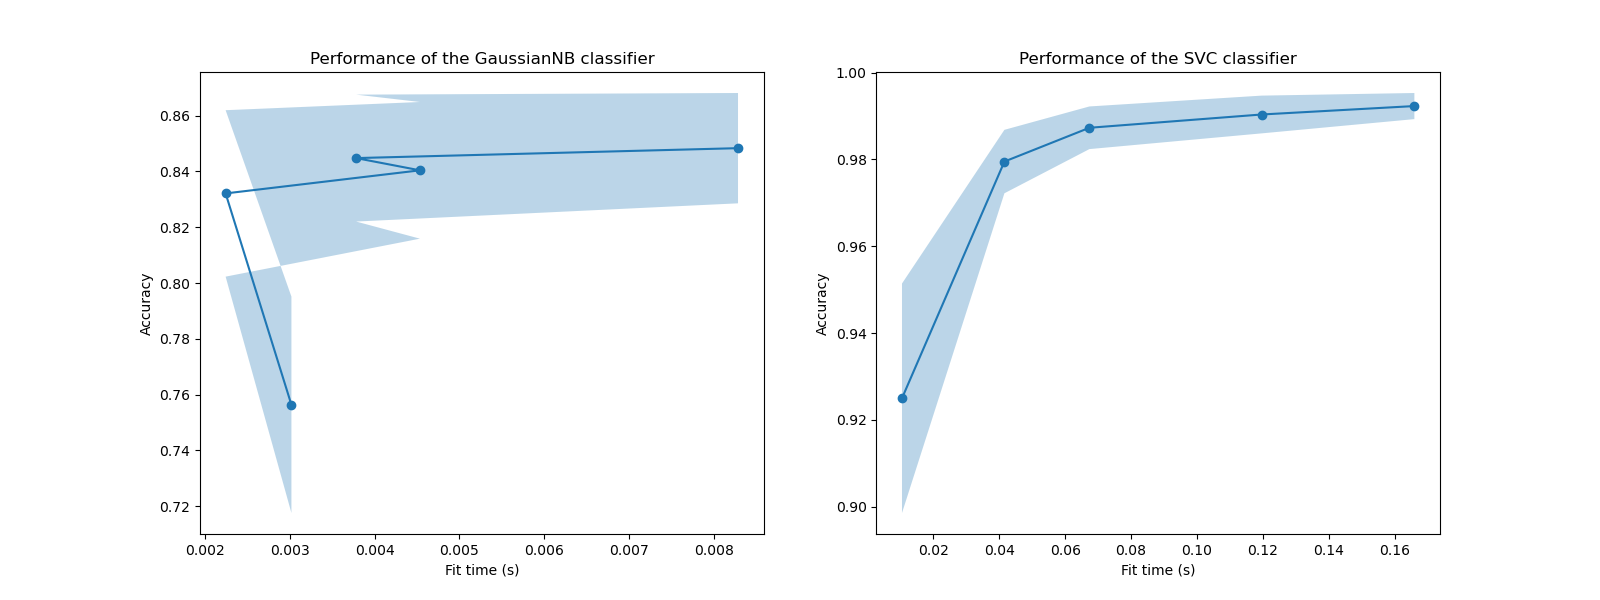 Performance of the GaussianNB classifier
0.86
0.84
0.82
0.80
0.78
0.76
0.74
0.72
Accuracy
0.002 0.003 0.004 0.005 0.006 0.007 0.008
Fit time (s)
Performance of the SVC classifier
1.00
0.98
0.96
0.94
0.92
0.90
Accuracy
0.02 0.04 0.06 0.08 0.10 0.12 0.14 0.16
Fit time (s)